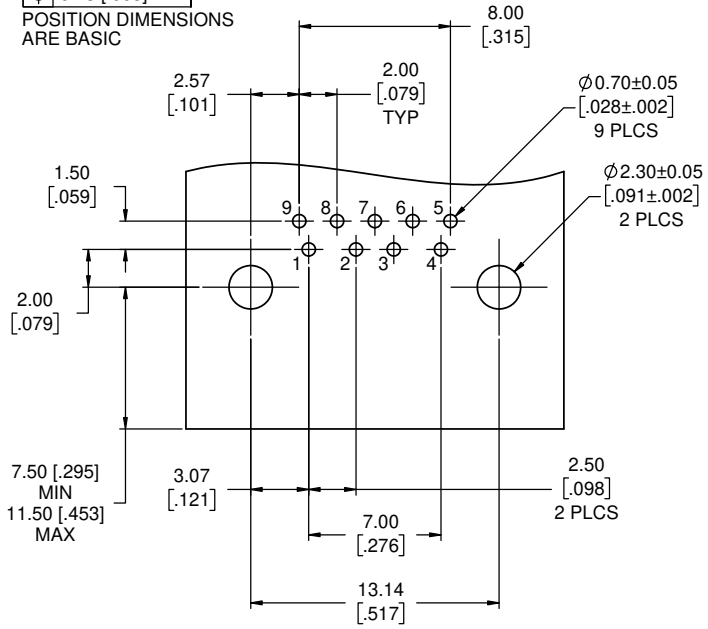 POSITION DIMENSIONS
ARE BASIC
8.00
[.315]
2.57
[.101]
2.00
[.079]
TYP
∅0.70±0.05
[.028±.002]
9 PLCS
1.50
[.059]
∅2.30±0.05
[.091±.002]
2 PLCS
9 8 7 6 5
1 2 3 4
2.00
[.079]
7.50 [.295]
MIN
11.50 [.453]
MAX
3.07
[.121]
2.50
[.098]
2 PLCS
7.00
[.276]
13.14
[.517]